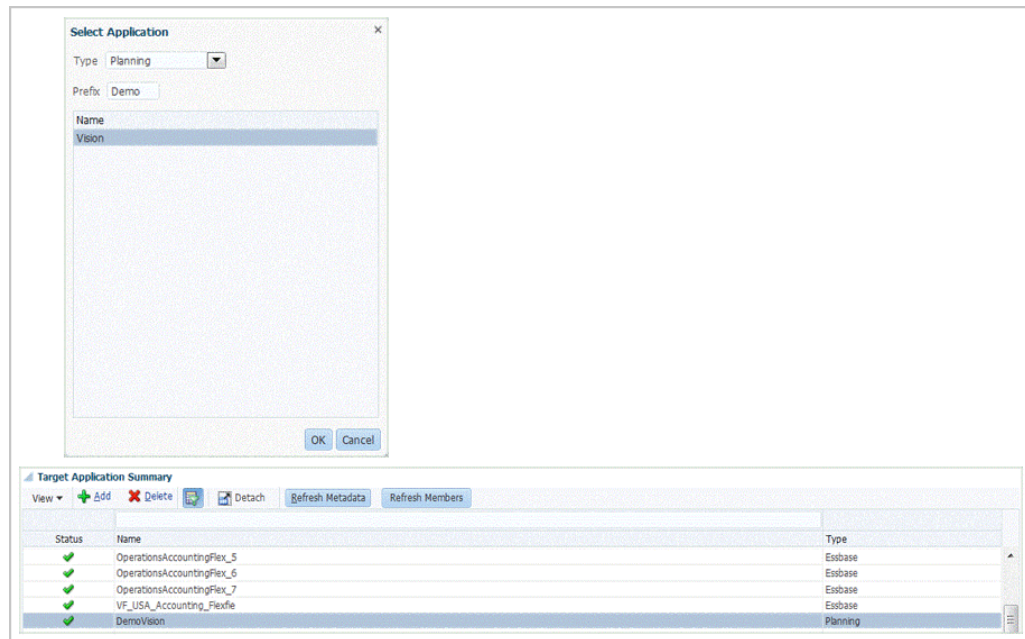 Select Application
Type Planning
Prefix Demo
Name
Vision
OK Cancel
Target Application Summary
View Add Delete Detach Refresh Metadata Refresh Members
Status Name Type
OperationsAccountingFlex_5 Essbase
OperationsAccountingFlex_6 Essbase
OperationsAccountingFlex_7 Essbase
VF_USA_Accounting_Flexfie Essbase
DemoVision Planning